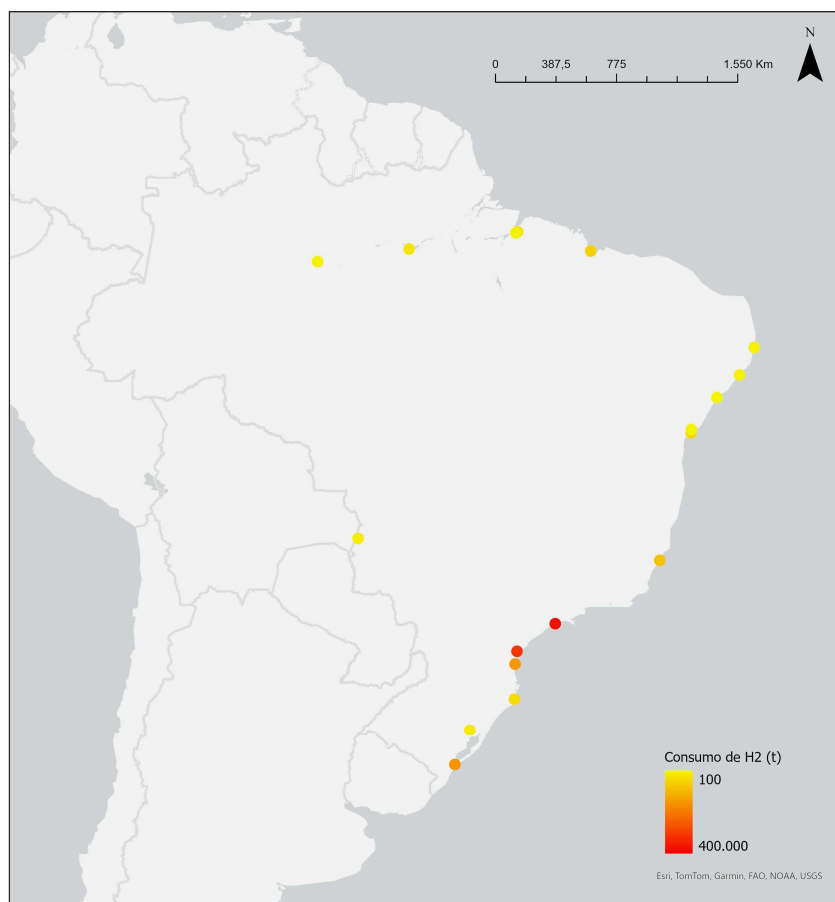 N
0 387,5 775 1.550 Km
Consumo de H2 (t)
100
400.000
Esri, TomTom, Garmin, FAO, NOAA, USGS